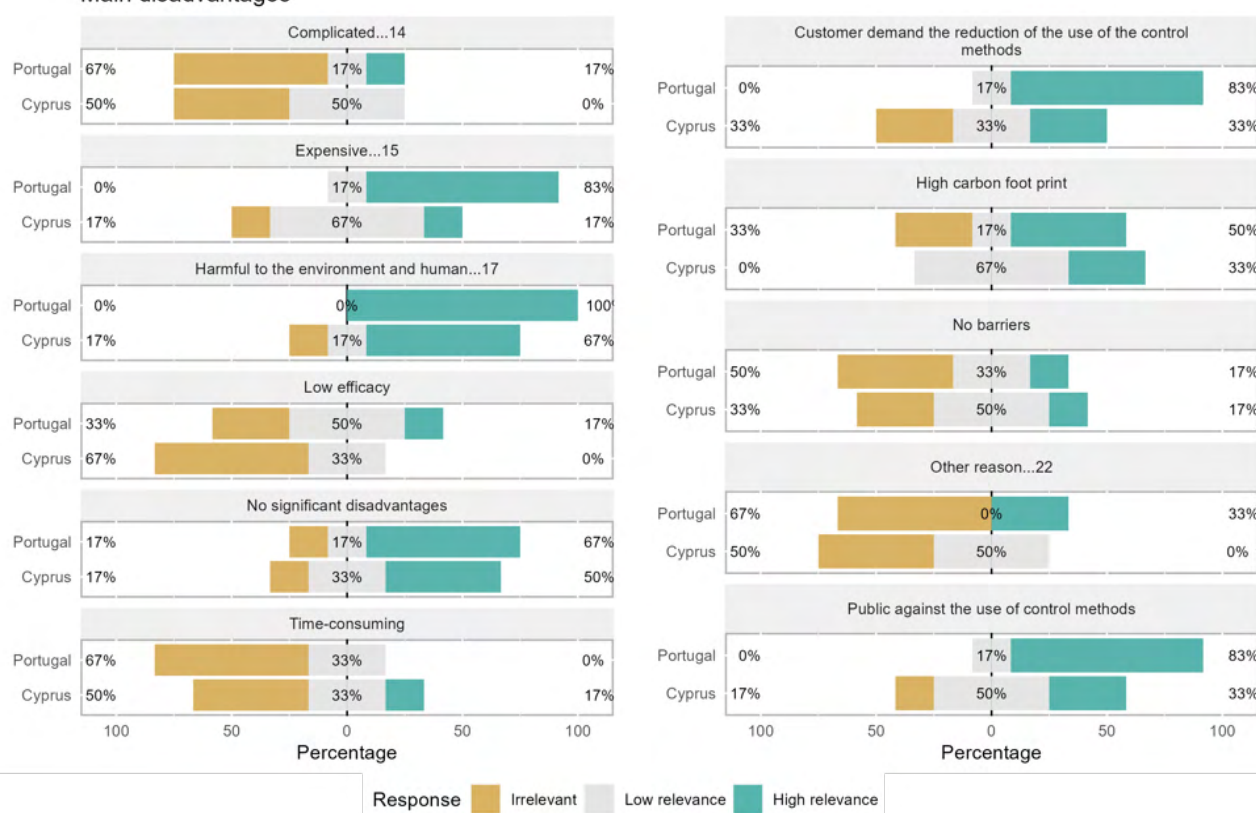 Main disadvantages
Complicated...14
Portugal 67% 17% 17%
Cyprus 50% 50% 0%
Expensive...15
Portugal 0% 17% 83%
Cyprus 17% 67% 17%
Harmful to the environment and human...17
Portugal 0% 0% 100%
Cyprus 17% 17% 67%
Low efficacy
Portugal 33% 50% 17%
Cyprus 67% 33% 0%
No significant disadvantages
Portugal 17% 17% 67%
Cyprus 17% 33% 50%
Time-consuming
Portugal 67% 33% 0%
Cyprus 50% 33% 17%
100 50 0 50 100
Percentage
Customer demand the reduction of the use of the control
methods
Portugal 0% 17% 83%
Cyprus 33% 33% 33%
High carbon foot print
Portugal 33% 17% 50%
Cyprus 0% 67% 33%
No barriers
Portugal 50% 33% 17%
Cyprus 33% 50% 17%
Other reason...22
Portugal 67% 0% 33%
Cyprus 50% 50% 0%
Public against the use of control methods
Portugal 0% 17% 83%
Cyprus 17% 50% 33%
100 50 0 50 100
Percentage
Response Irrelevant Low relevance High relevance